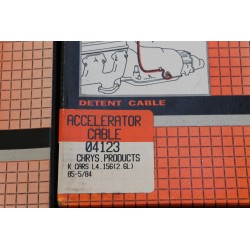 DETENT CABLE
ACCELERATOR
CABLE
04123
CHRYS.PRODUCTS
K CARS L4.156(2.6L)
85-5/84